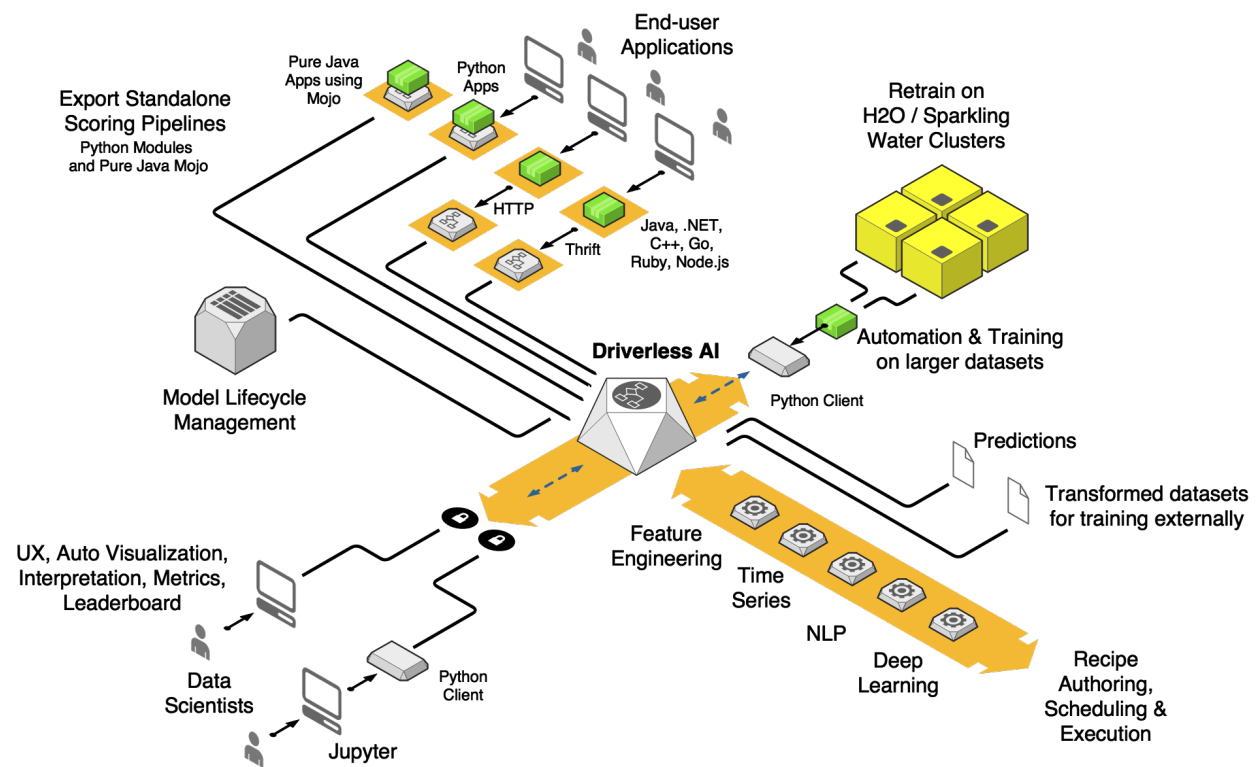 End-user
Applications
Pure Java
Apps using
Mojo
Python
Apps
Export Standalone
Scoring Pipelines
Python Modules
and Pure Java Mojo
HTTP
Thrift
Java, .NET,
C++, Go,
Ruby, Node.js
Retrain on
H2O / Sparkling
Water Clusters
Automation & Training
on larger datasets
Python Client
Driverless AI
Model Lifecycle
Management
Predictions
Transformed datasets
for training externally
Feature
Engineering
Time
Series
NLP
Deep
Learning
Recipe
Authoring,
Scheduling &
Execution
UX, Auto Visualization,
Interpretation, Metrics,
Leaderboard
Data
Scientists
Python
Client
Jupyter